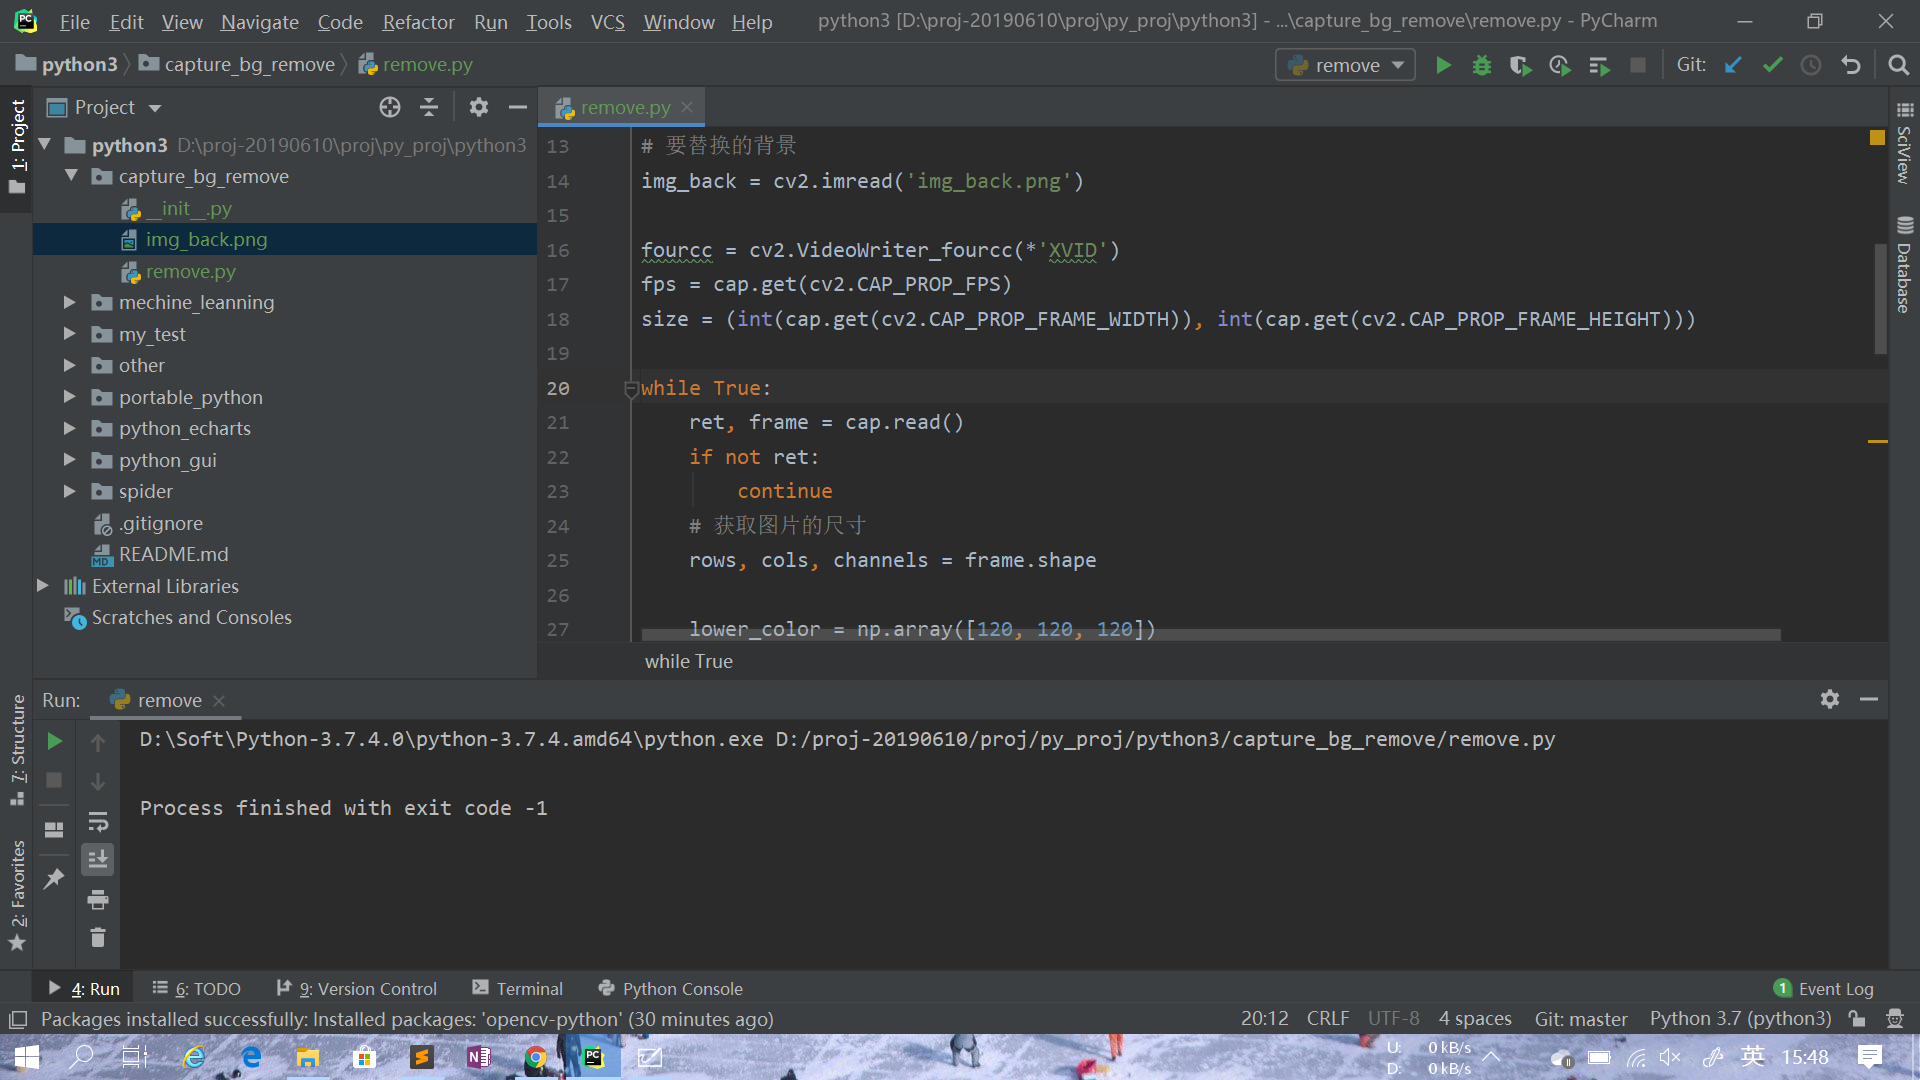 File Edit View Navigate Code Refactor Run Tools VCS Window Help python3 [D:\proj-20190610\proj\py_proj\python3] - ...\capture_bg_remove\remove.py - PyCharm
python3 capture_bg_remove remove.py remove Git:
Project remove.py
1: Project
python3 D:\proj-20190610\proj\py_proj\python3
capture_bg_remove
__init__.py
img_back.png
remove.py
mechine_leanning
my_test
other
portable_python
python_echarts
python_gui
spider
.gitignore
README.md
External Libraries
Scratches and Consoles
13 # 要替换的背景
14 img_back = cv2.imread('img_back.png')
15
16 fourcc = cv2.VideoWriter_fourcc(*'XVID')
17 fps = cap.get(cv2.CAP_PROP_FPS)
18 size = (int(cap.get(cv2.CAP_PROP_FRAME_WIDTH)), int(cap.get(cv2.CAP_PROP_FRAME_HEIGHT)))
19
20 while True:
21 ret, frame = cap.read()
22 if not ret:
23 continue
24 # 获取图片的尺寸
25 rows, cols, channels = frame.shape
26
27 lower_color = np.array([120, 120, 120])
while True
SciView
Database
Run: remove
7: Structure
2: Favorites
D:\Soft\Python-3.7.4.0\python-3.7.4.amd64\python.exe D:/proj-20190610/proj/py_proj/python3/capture_bg_remove/remove.py
Process finished with exit code -1
4: Run 6: TODO 9: Version Control Terminal Python Console 1 Event Log
Packages installed successfully: Installed packages: 'opencv-python' (30 minutes ago) 20:12 CRLF UTF-8 4 spaces Git: master Python 3.7 (python3)
U: 0 kB/s
D: 0 kB/s
英 15:48